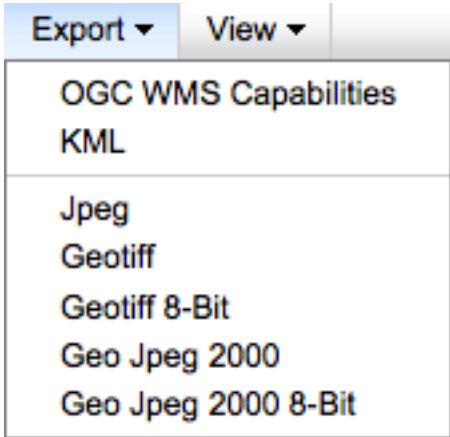 Export View
OGC WMS Capabilities
KML
Jpeg
Geotiff
Geotiff 8-Bit
Geo Jpeg 2000
Geo Jpeg 2000 8-Bit